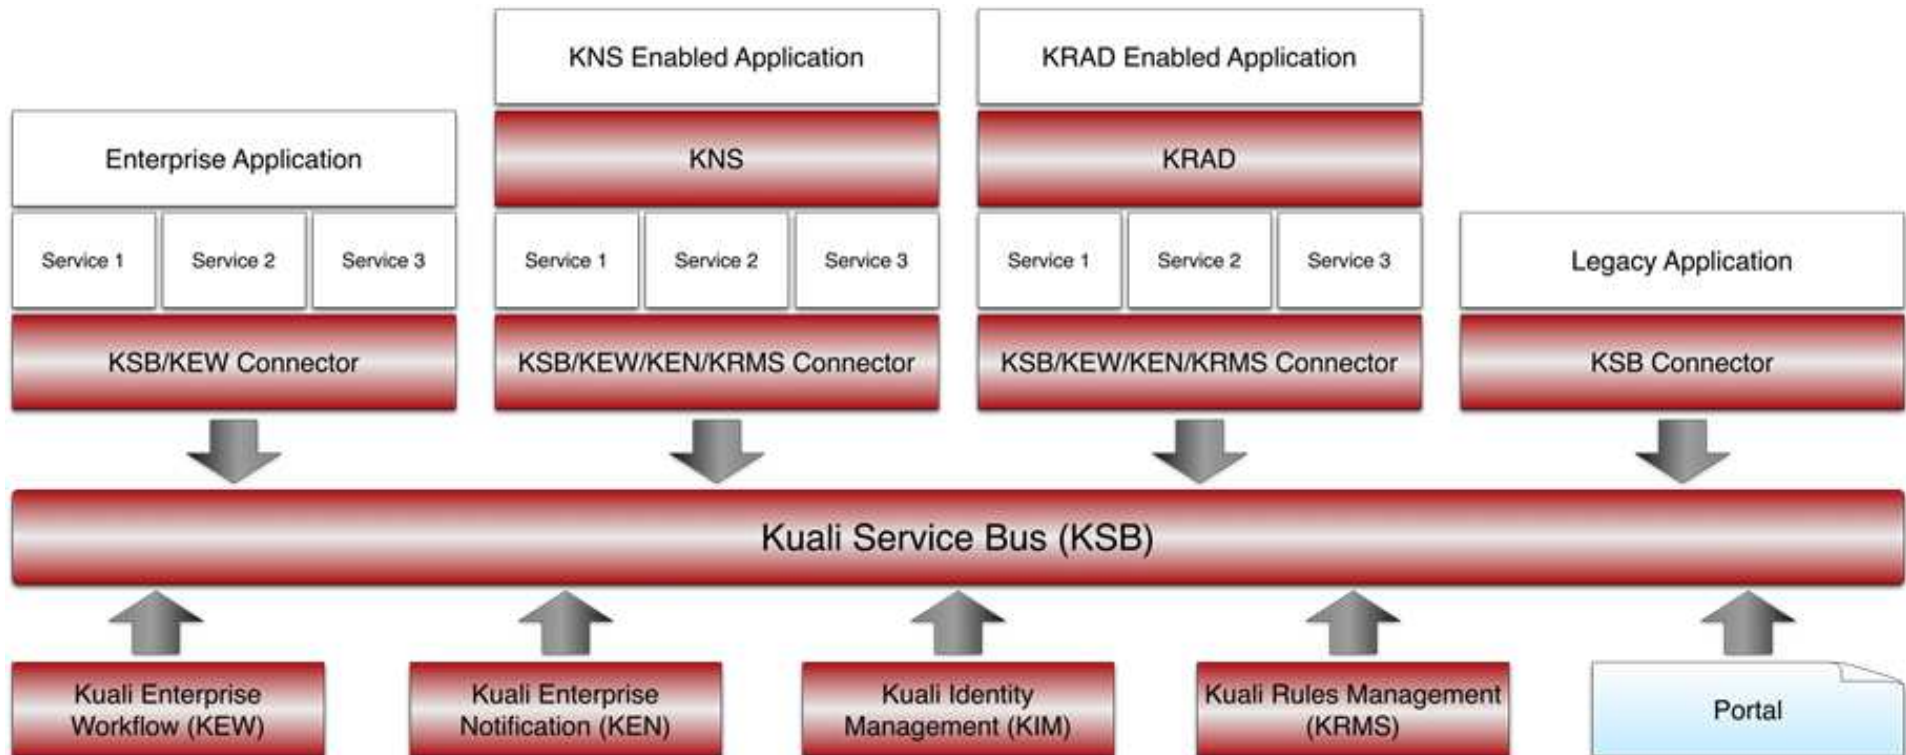 KNS Enabled Application
KRAD Enabled Application
Enterprise Application
KNS
KRAD
Service 1
Service 2
Service 3
Service 1
Service 2
Service 3
Service 1
Service 2
Service 3
Legacy Application
KSB/KEW Connector
KSB/KEW/KEN/KRMS Connector
KSB/KEW/KEN/KRMS Connector
KSB Connector
Kuali Service Bus (KSB)
Kuali Enterprise
Workflow (KEW)
Kuali Enterprise
Notification (KEN)
Kuali Identity
Management (KIM)
Kuali Rules Management
(KRMS)
Portal